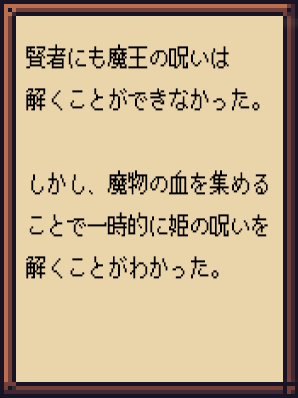 賢者にも魔王の呪いは
解くことができなかった。
しかし、魔物の血を集める
ことで一時的に姫の呪いを
解くことがわかった。